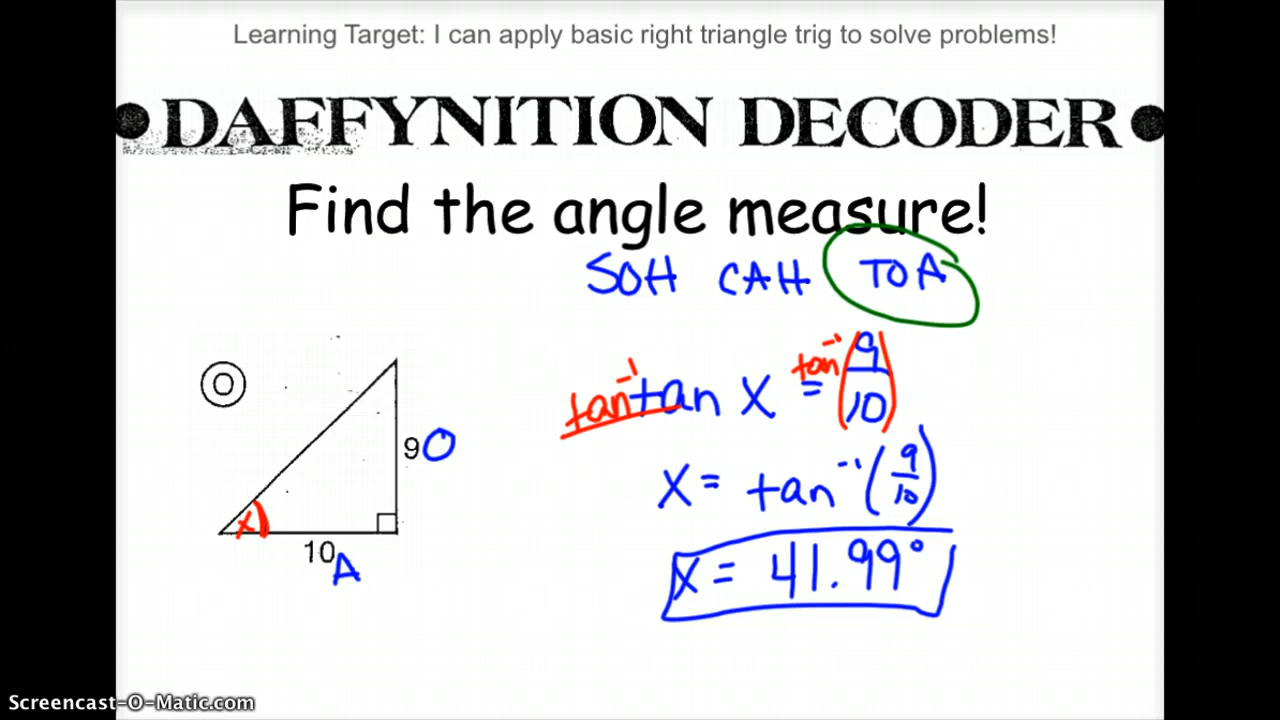 Learning Target: I can apply basic right triangle trig to solve problems!
DAFFYNITION DECODER
Find the angle measure!
SOH CAH TOA
O
9 O
x
10 A
tan⁻¹ tan X = tan⁻¹ (9/10)
X = tan⁻¹ (9/10)
X = 41.99°
Screencast-O-Matic.com